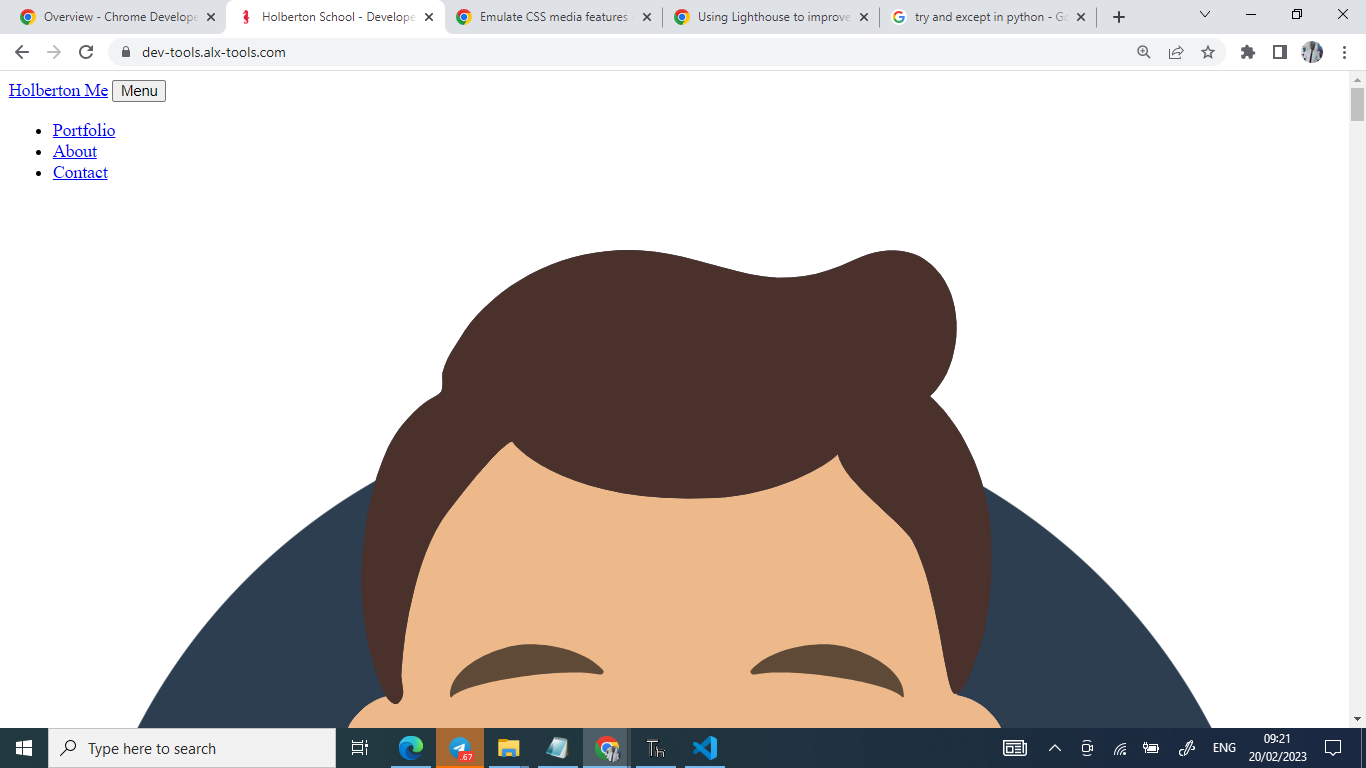 Overview - Chrome Develope
Holberton School - Develope
Emulate CSS media features -
Using Lighthouse to improve
try and except in python - Go
dev-tools.alx-tools.com
Holberton Me Menu
Portfolio
About
Contact
Type here to search
67
Th
ENG
09:21
20/02/2023